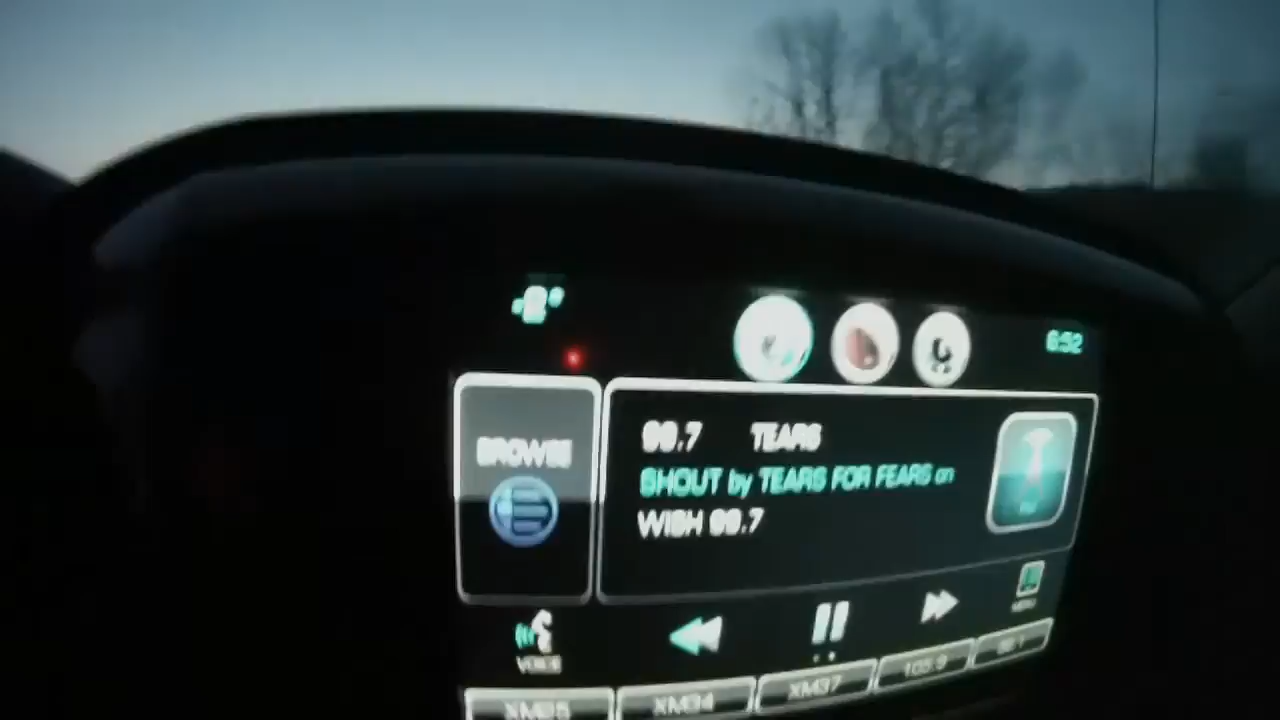 6:52
BROWSE
99.7 TEARS
SHOUT by TEARS FOR FEARS on
WISH 99.7
MENU
VOICE
XM34
XM37
105.9